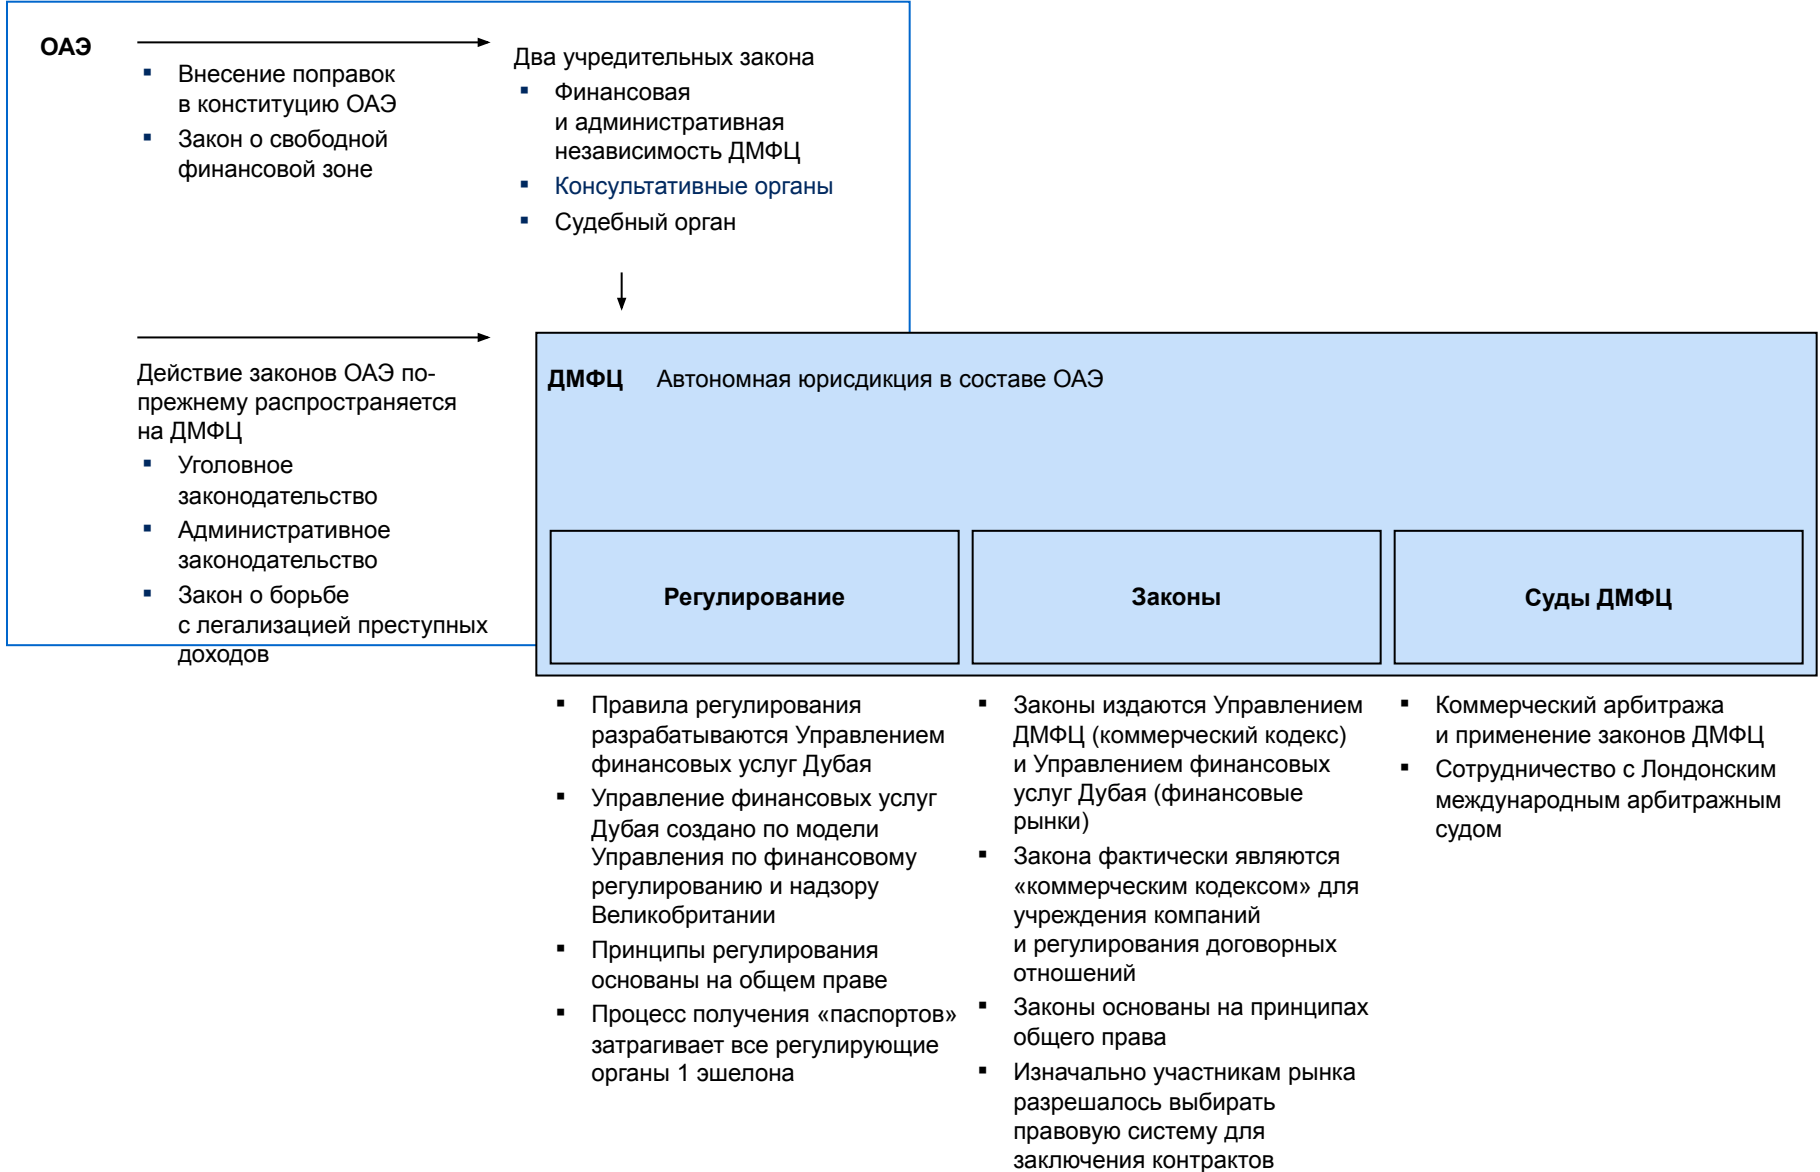 ОАЭ
Внесение поправок
в конституцию ОАЭ
Закон о свободной
финансовой зоне
Два учредительных закона
Финансовая
и административная
независимость ДМФЦ
Консультативные органы
Судебный орган
Действие законов ОАЭ по-
прежнему распространяется
на ДМФЦ
Уголовное
законодательство
Административное
законодательство
Закон о борьбе
с легализацией преступных
доходов
ДМФЦ Автономная юрисдикция в составе ОАЭ
Регулирование
Законы
Суды ДМФЦ
Правила регулирования
разрабатываются Управлением
финансовых услуг Дубая
Управление финансовых услуг
Дубая создано по модели
Управления по финансовому
регулированию и надзору
Великобритании
Принципы регулирования
основаны на общем праве
Процесс получения «паспортов»
затрагивает все регулирующие
органы 1 эшелона
Законы издаются Управлением
ДМФЦ (коммерческий кодекс)
и Управлением финансовых
услуг Дубая (финансовые
рынки)
Закона фактически являются
«коммерческим кодексом» для
учреждения компаний
и регулирования договорных
отношений
Законы основаны на принципах
общего права
Изначально участникам рынка
разрешалось выбирать
правовую систему для
заключения контрактов
Коммерческий арбитража
и применение законов ДМФЦ
Сотрудничество с Лондонским
международным арбитражным
судом